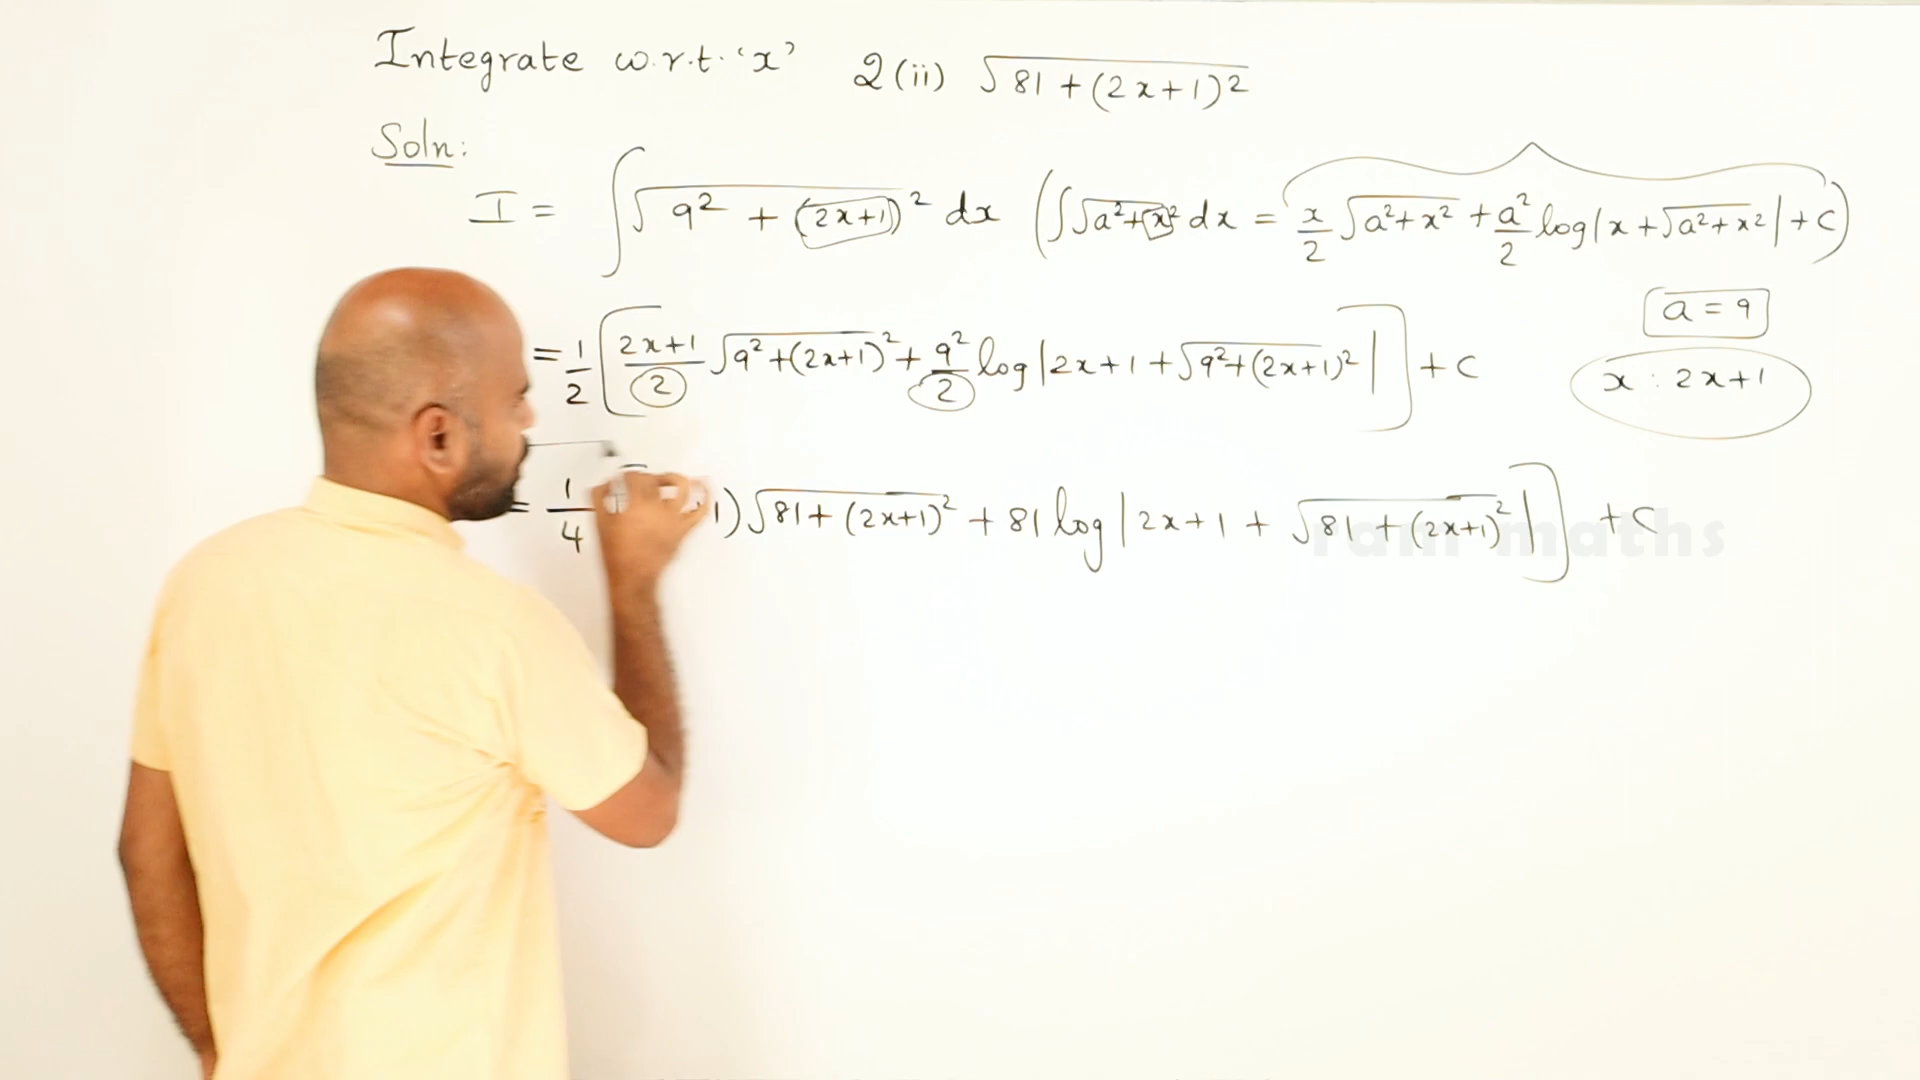 Integrate w.r.t. ‘x’ 2(ii) √81+(2x+1)²
Soln:
I = ∫√9² + (2x+1)² dx (∫√a²+x² dx = x/2 √a²+x² + a²/2 log|x+√a²+x²| + c)
a = 9
= 1/2 [2x+1/2 √9²+(2x+1)² + 9²/2 log|2x+1+√9²+(2x+1)²|] + c
x : 2x+1
= 1/4 1)√81+(2x+1)² + 81 log|2x+1+√81+(2x+1)²|] + c
ram maths